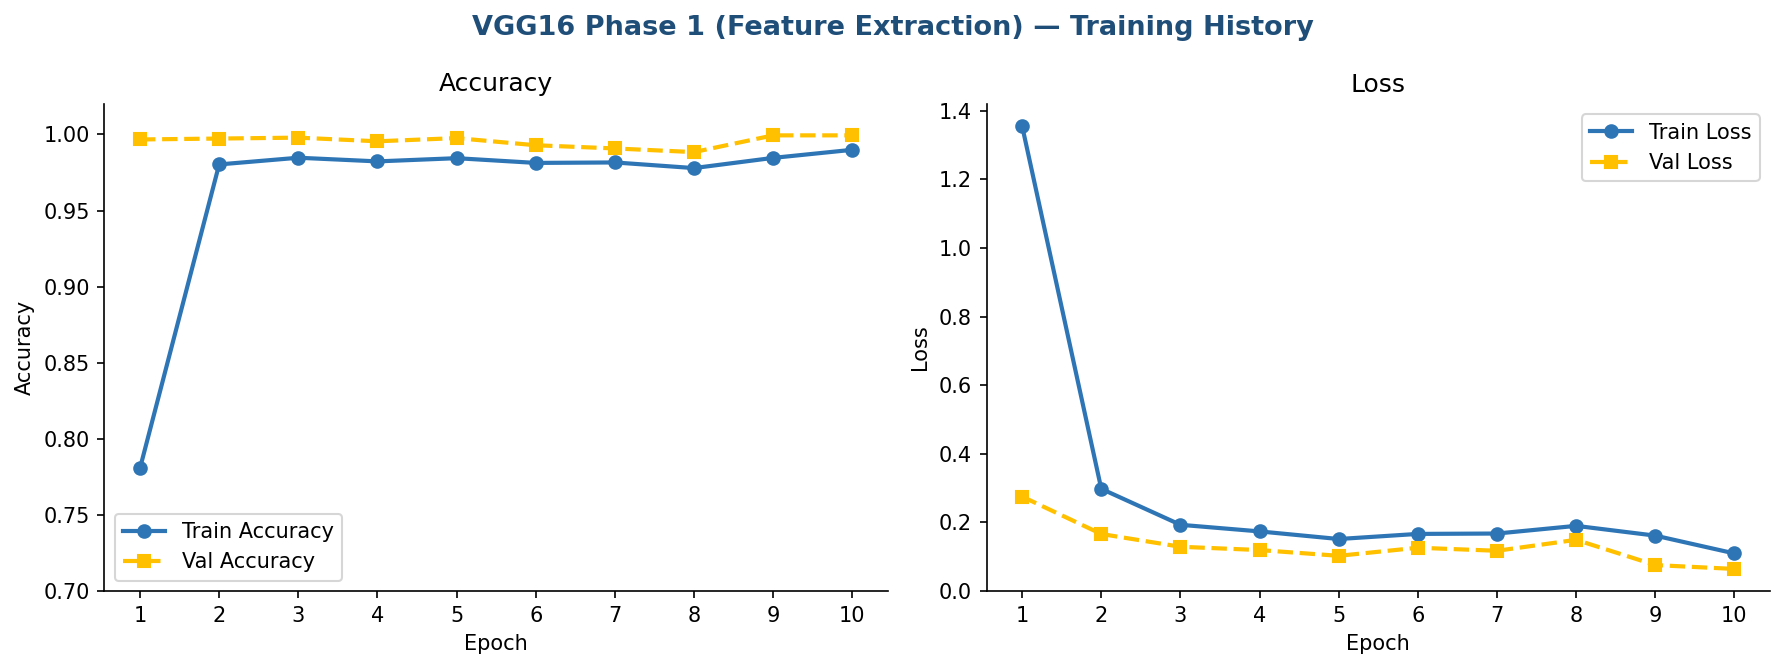 VGG16 Phase 1 (Feature Extraction) — Training History
Accuracy
1.00
0.95
0.90
0.85
0.80
0.75
0.70
Accuracy
Train Accuracy
Val Accuracy
1 2 3 4 5 6 7 8 9 10
Epoch
Loss
1.4
1.2
1.0
0.8
0.6
0.4
0.2
0.0
Loss
Train Loss
Val Loss
1 2 3 4 5 6 7 8 9 10
Epoch